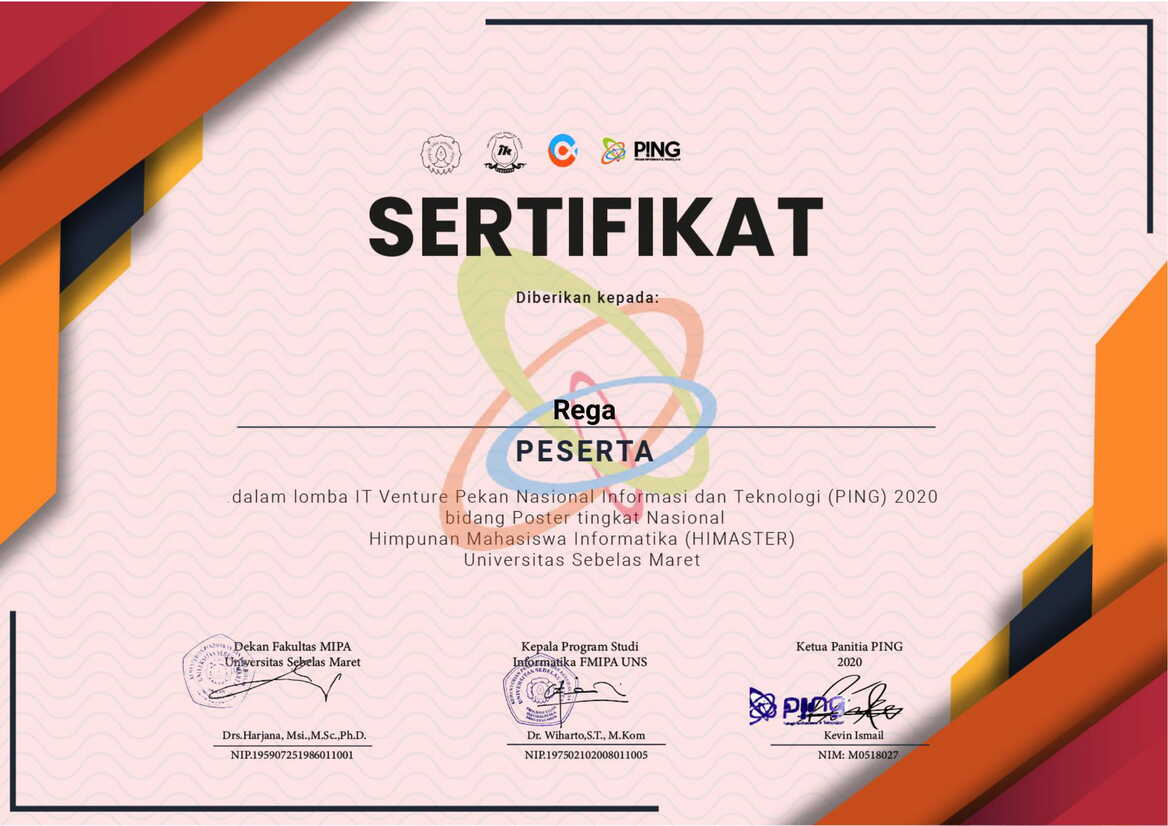 PING
SERTIFIKAT
Diberikan kepada:
Rega
PESERTA
dalam lomba IT Venture Pekan Nasional Informasi dan Teknologi (PING) 2020
bidang Poster tingkat Nasional
Himpunan Mahasiswa Informatika (HIMASTER)
Universitas Sebelas Maret
Dekan Fakultas MIPA
Universitas Sebelas Maret
Drs.Harjana, Msi.,M.Sc.,Ph.D.
NIP.195907251986011001
Kepala Program Studi
Informatika FMIPA UNS
Dr. Wiharto,S.T., M.Kom
NIP.197502102008011005
Ketua Panitia PING
2020
PING
Kevin Ismail
NIM: M0518027